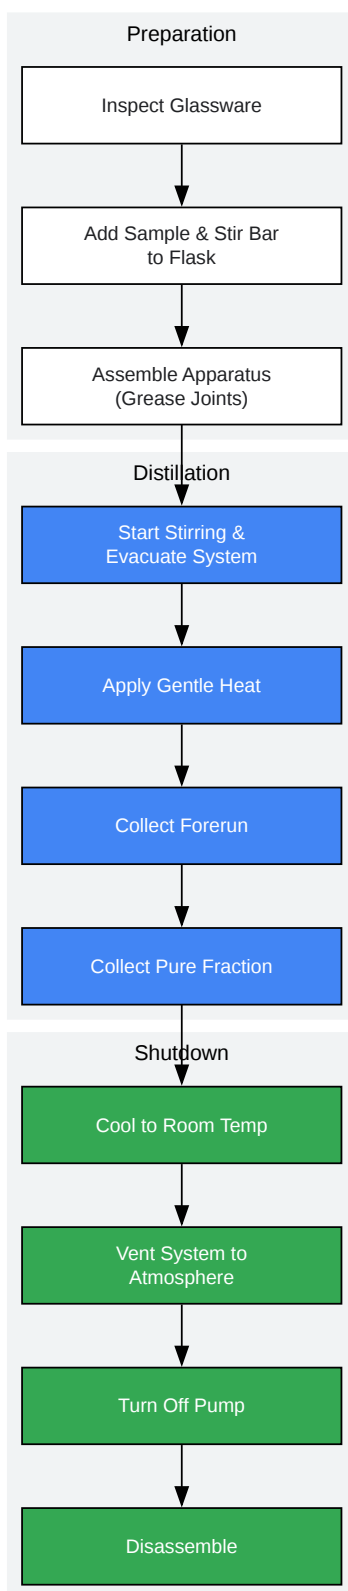 Preparation
Inspect Glassware
Add Sample & Stir Bar
to Flask
Assemble Apparatus
(Grease Joints)
Distillation
Start Stirring &
Evacuate System
Apply Gentle Heat
Collect Forerun
Collect Pure Fraction
Shutdown
Cool to Room Temp
Vent System to
Atmosphere
Turn Off Pump
Disassemble